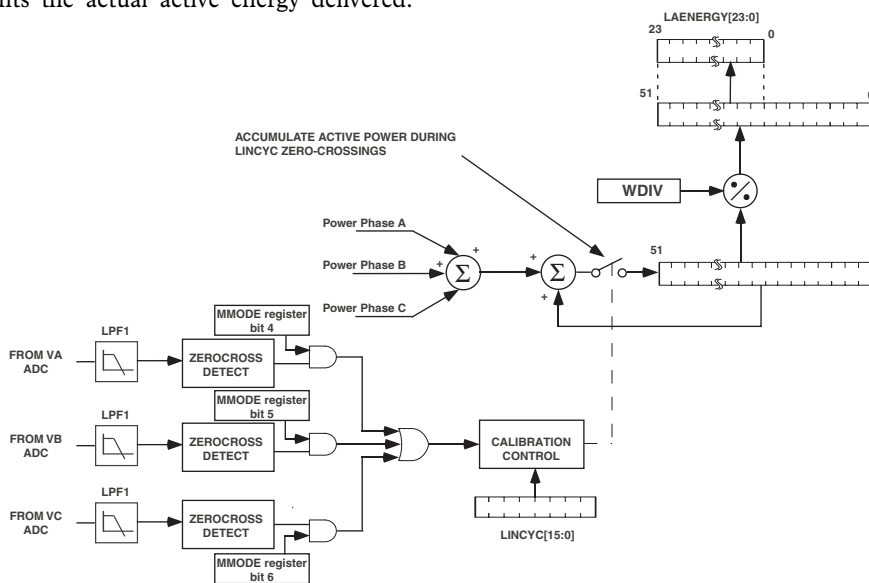 nts the actual active energy delivered.
LAENERGY[23:0]
23
0
51
ACCUMULATE ACTIVE POWER DURING
LINCYC ZERO-CROSSINGS
WDIV
Power Phase A
+
+
51
Power Phase B
+
Σ
+
Σ
Power Phase C
+
MMODE register
bit 4
LPF1
FROM VA
ADC
ZEROCROSS
DETECT
MMODE register
bit 5
LPF1
FROM VB
ADC
ZEROCROSS
DETECT
CALIBRATION
CONTROL
LPF1
FROM VC
ADC
ZEROCROSS
DETECT
LINCYC[15:0]
MMODE register
bit 6